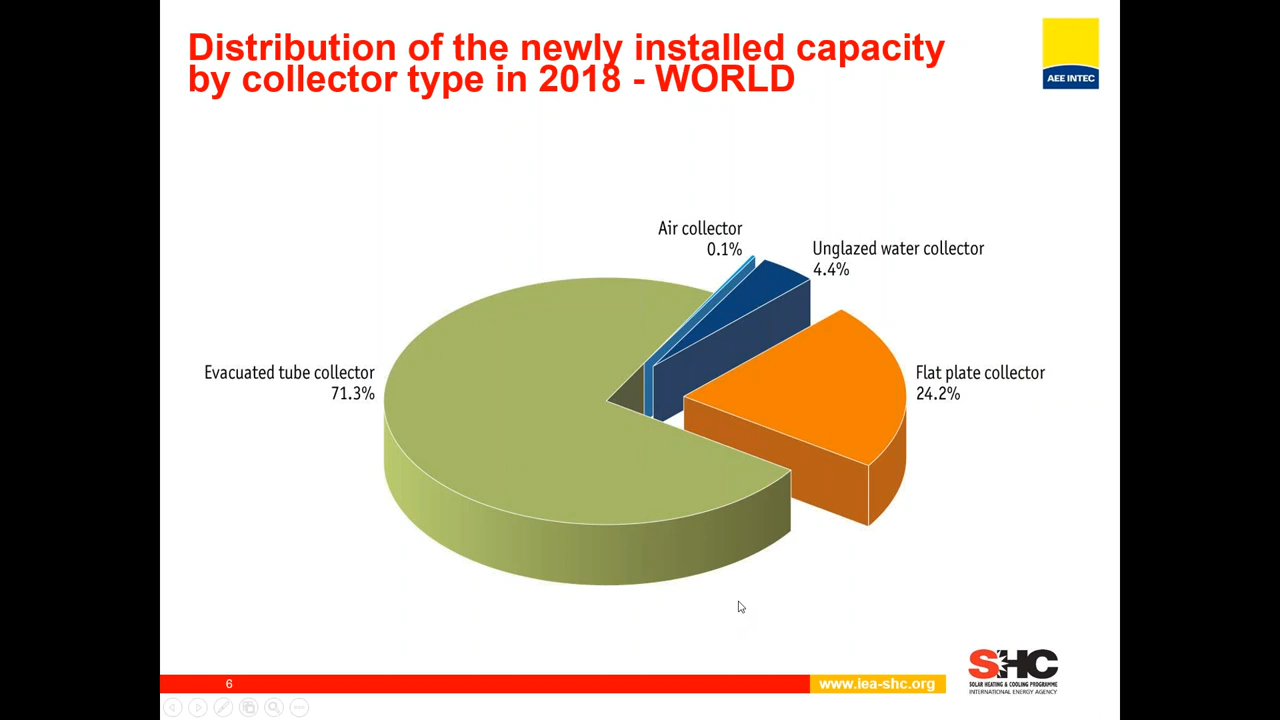 Distribution of the newly installed capacity
by collector type in 2018 - WORLD
AEE INTEC
Air collector
0.1%
Unglazed water collector
4.4%
Evacuated tube collector
71.3%
Flat plate collector
24.2%
6
www.iea-shc.org
SHC
SOLAR HEATING & COOLING PROGRAMME
INTERNATIONAL ENERGY AGENCY